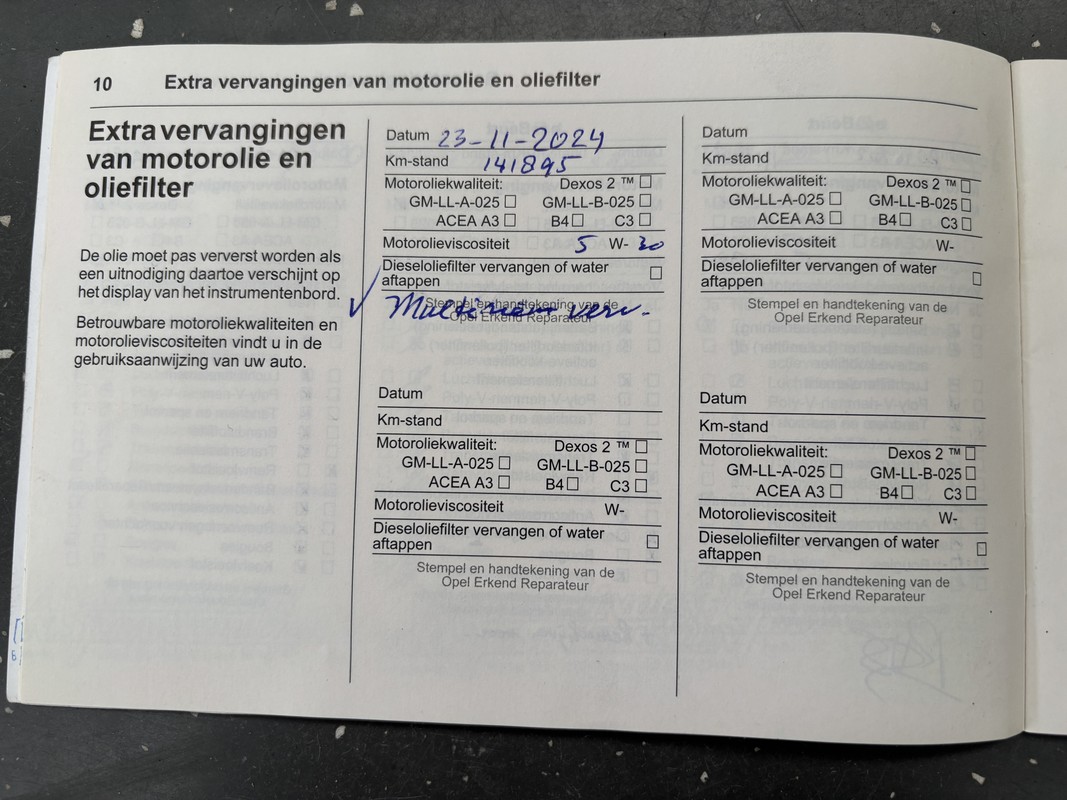 10 Extra vervangingen van motorolie en oliefilter
Extra vervangingen
van motorolie en
oliefilter
De olie moet pas ververst worden als
een uitnodiging daartoe verschijnt op
het display van het instrumentenbord.
Betrouwbare motoroliekwaliteiten en
motorolieviscositeiten vindt u in de
gebruiksaanwijzing van uw auto.
Datum 23-11-2024
Km-stand 141895
Motoroliekwaliteit: Dexos 2 ™ ☐
GM-LL-A-025 ☐ GM-LL-B-025 ☐
ACEA A3 ☐ B4 ☐ C3 ☐
Motorolieviscositeit 5 W- 30
Dieseloliefilter vervangen of water
aftappen ☐
Stempel en handtekening van de
Opel Erkend Reparateur
✓ Multiriem verv.
Datum
Km-stand
Motoroliekwaliteit: Dexos 2 ™ ☐
GM-LL-A-025 ☐ GM-LL-B-025 ☐
ACEA A3 ☐ B4 ☐ C3 ☐
Motorolieviscositeit W-
Dieseloliefilter vervangen of water
aftappen ☐
Stempel en handtekening van de
Opel Erkend Reparateur
Datum
Km-stand
Motoroliekwaliteit: Dexos 2 ™ ☐
GM-LL-A-025 ☐ GM-LL-B-025 ☐
ACEA A3 ☐ B4 ☐ C3 ☐
Motorolieviscositeit W-
Dieseloliefilter vervangen of water
aftappen ☐
Stempel en handtekening van de
Opel Erkend Reparateur
Datum
Km-stand
Motoroliekwaliteit: Dexos 2 ™ ☐
GM-LL-A-025 ☐ GM-LL-B-025 ☐
ACEA A3 ☐ B4 ☐ C3 ☐
Motorolieviscositeit W-
Dieseloliefilter vervangen of water
aftappen ☐
Stempel en handtekening van de
Opel Erkend Reparateur